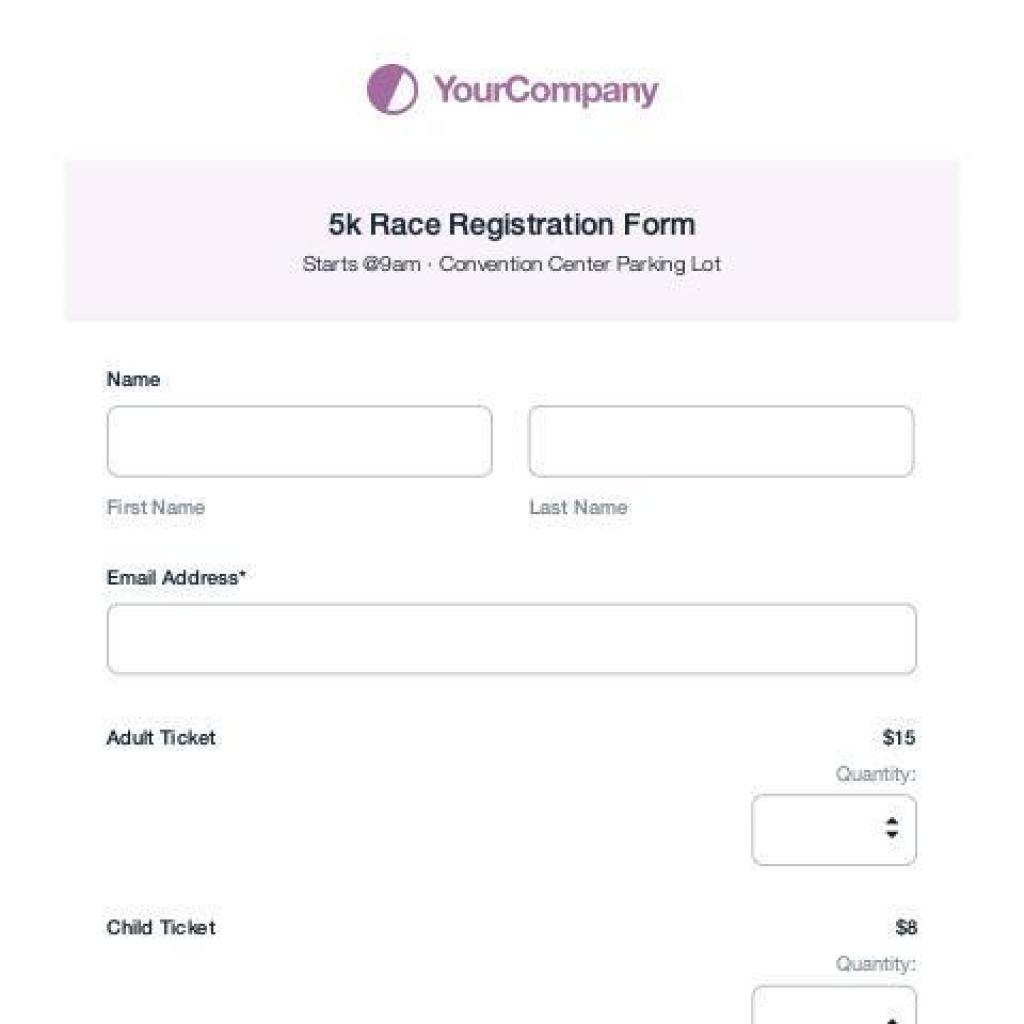 YourCompany
5k Race Registration Form
Starts @9am · Convention Center Parking Lot
Name
First Name Last Name
Email Address*
Adult Ticket $15
Quantity:
Child Ticket $8
Quantity: